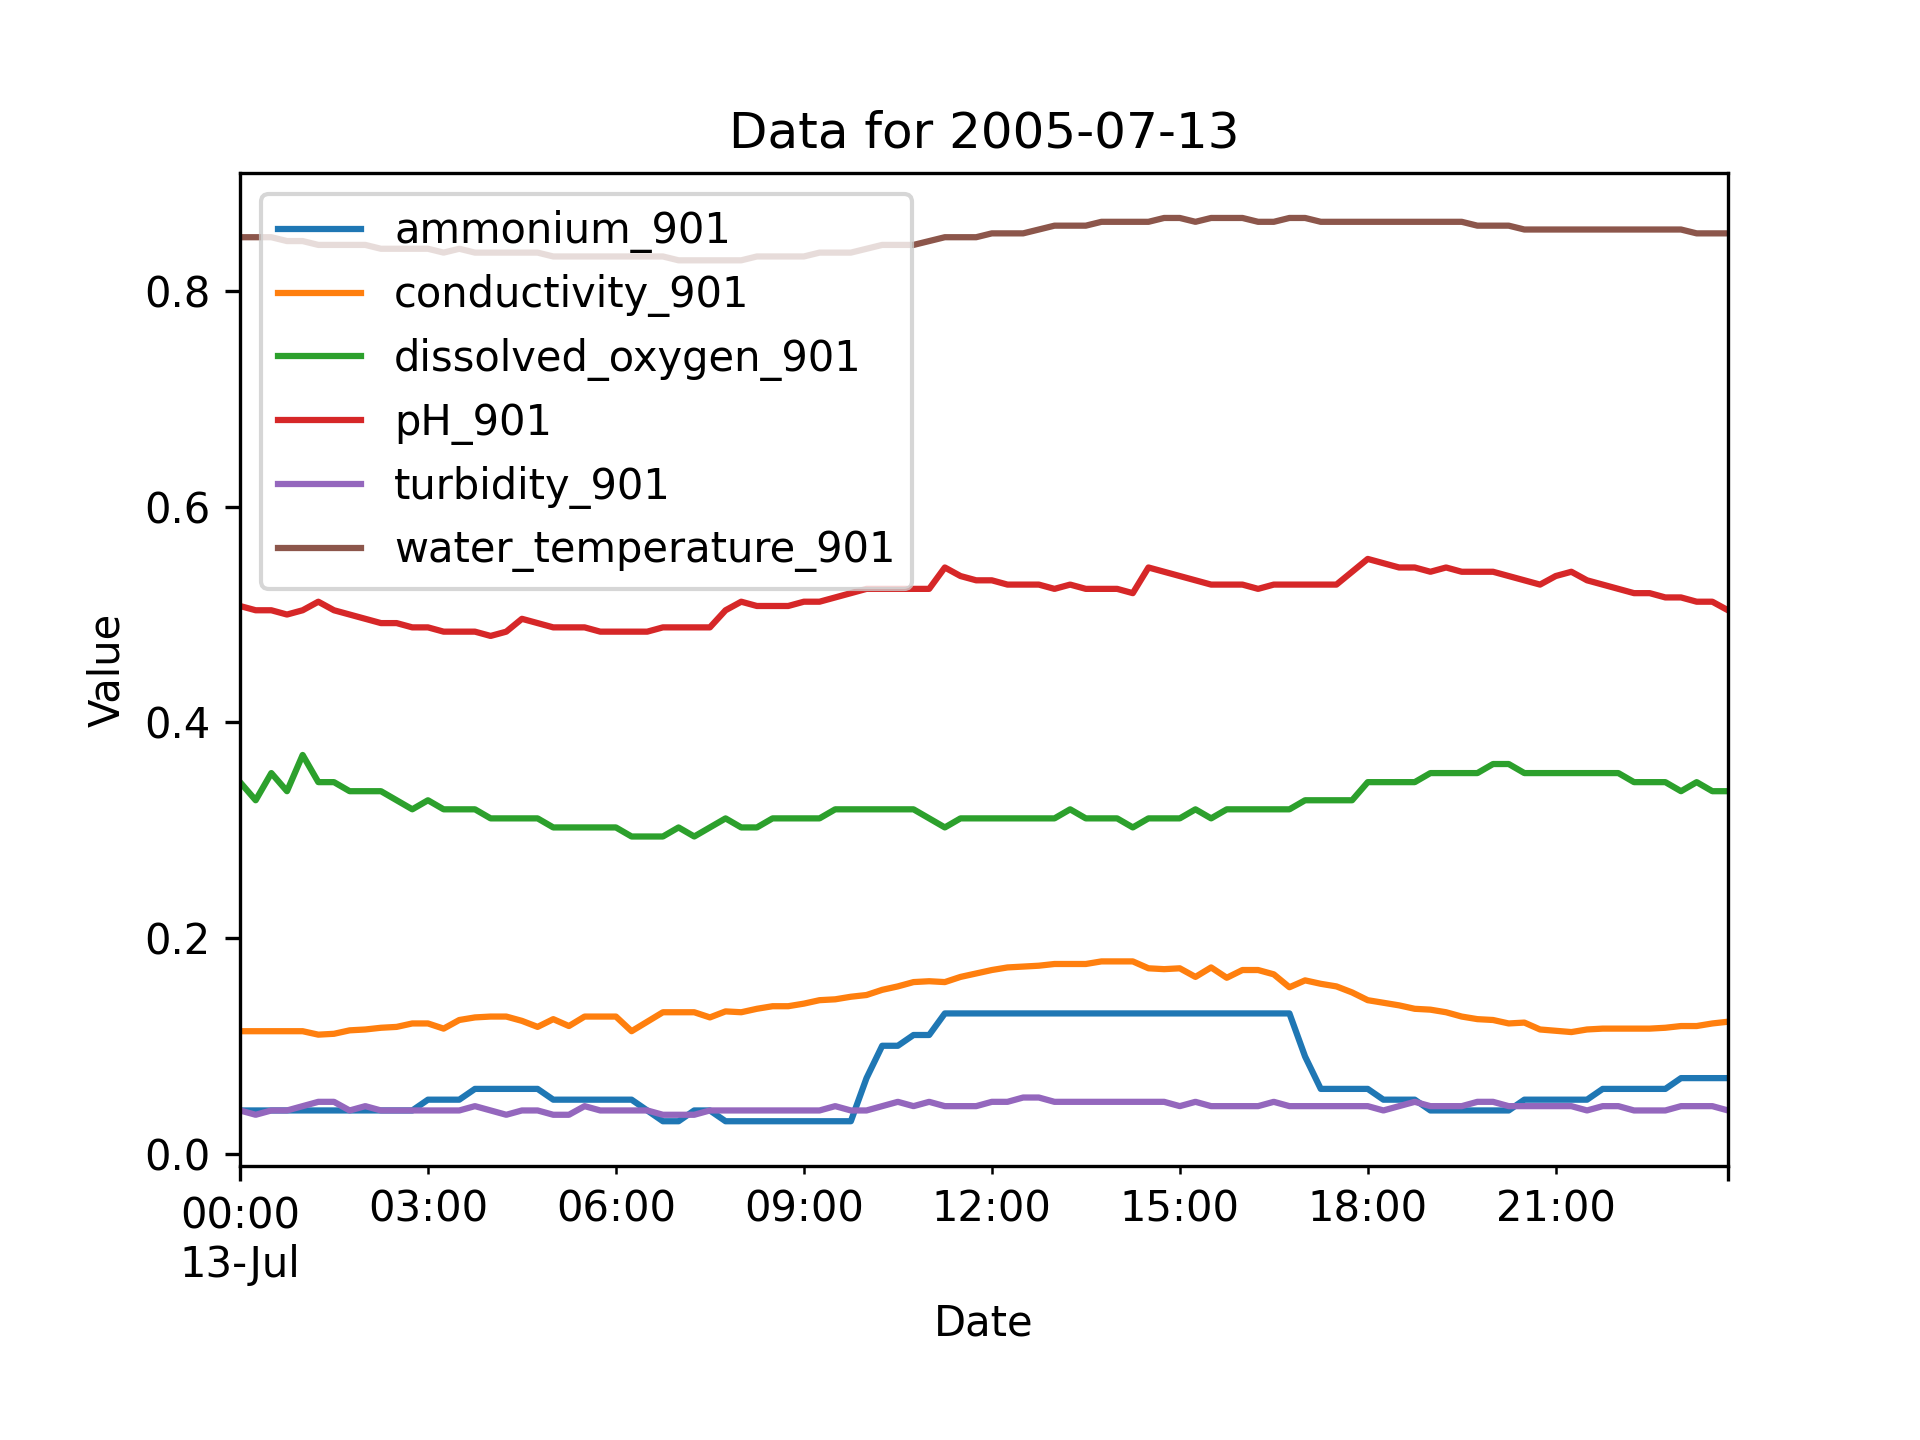 Data for 2005-07-13
ammonium_901
conductivity_901
dissolved_oxygen_901
pH_901
turbidity_901
water_temperature_901
Value
0.8
0.6
0.4
0.2
0.0
00:00 03:00 06:00 09:00 12:00 15:00 18:00 21:00
13-Jul
Date